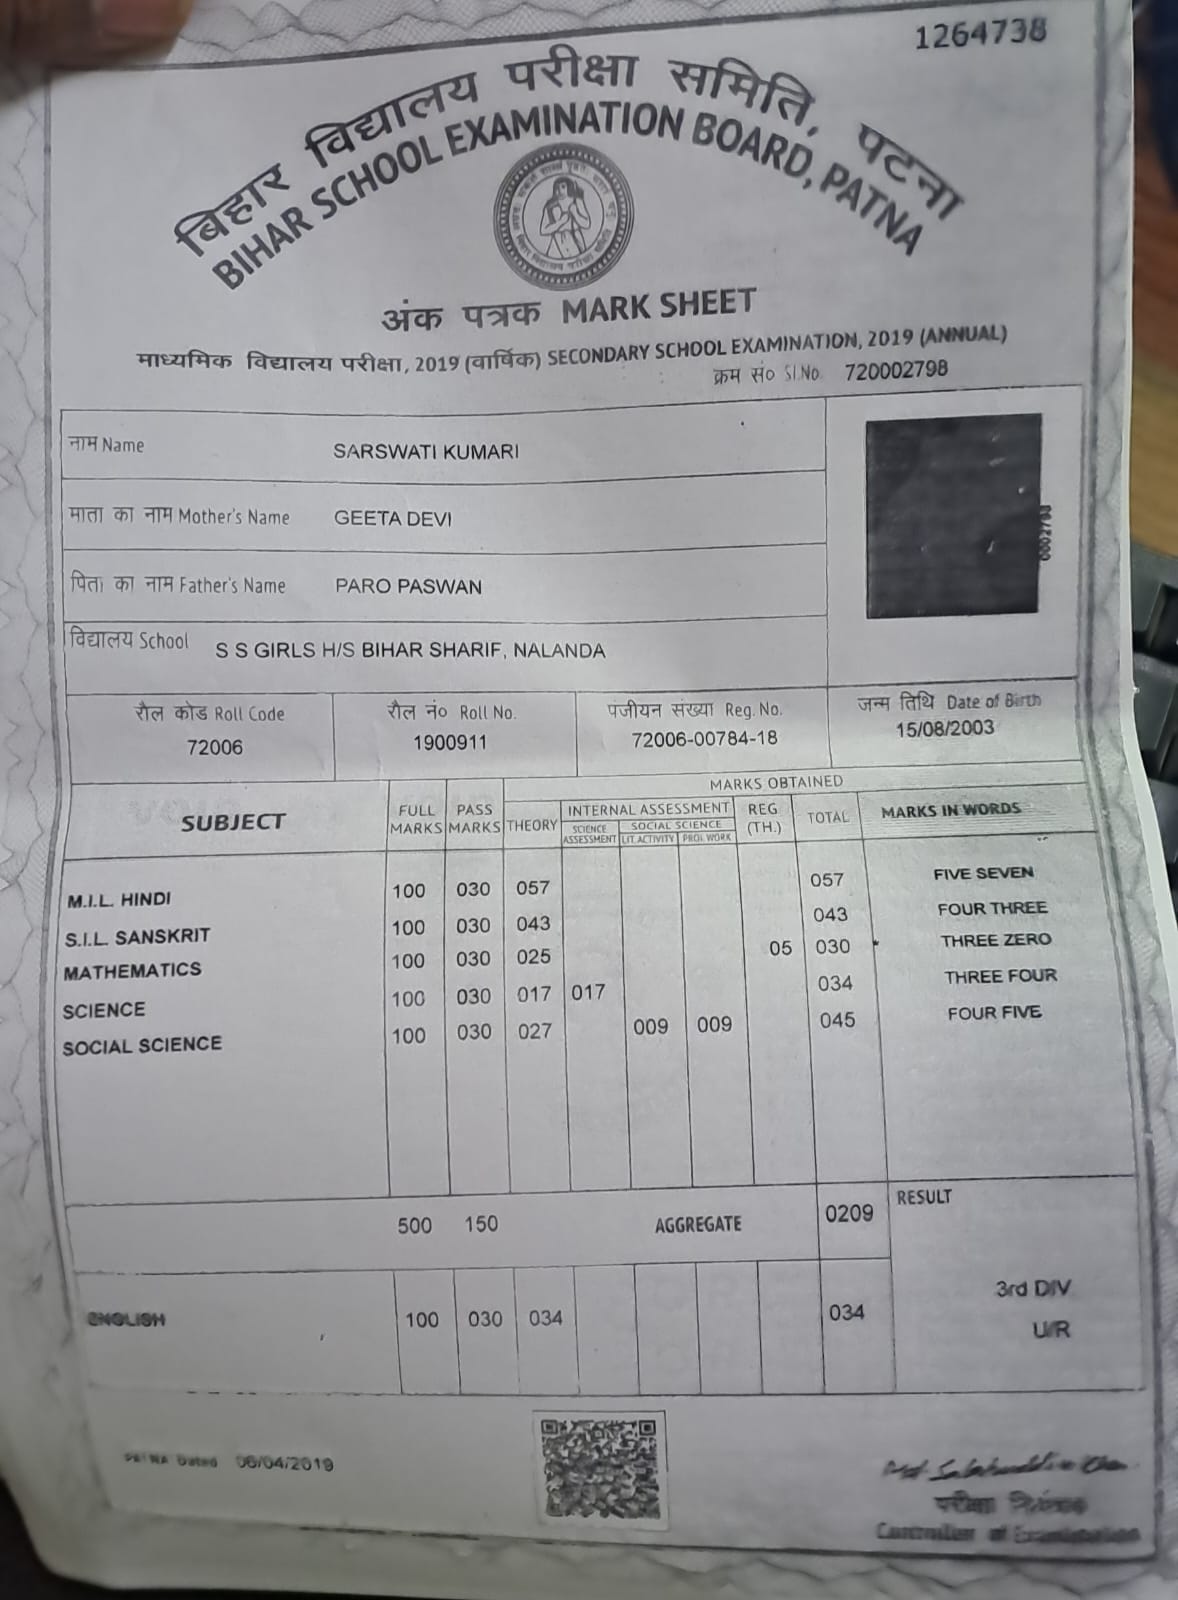 1264738
बिहार विद्यालय परीक्षा समिति, पटना
BIHAR SCHOOL EXAMINATION BOARD, PATNA
अंक पत्रक MARK SHEET
माध्यमिक विद्यालय परीक्षा, 2019 (वार्षिक) SECONDARY SCHOOL EXAMINATION, 2019 (ANNUAL)
क्रम सं० Sl.No. 720002798
नाम Name SARSWATI KUMARI
माता का नाम Mother's Name GEETA DEVI
पिता का नाम Father's Name PARO PASWAN
विद्यालय School S S GIRLS H/S BIHAR SHARIF, NALANDA
रौल कोड Roll Code रौल नं० Roll No. पंजीयन संख्या Reg. No. जन्म तिथि Date of Birth
72006 1900911 72006-00784-18 15/08/2003
SUBJECT FULL MARKS PASS MARKS MARKS OBTAINED
THEORY INTERNAL ASSESSMENT REG (TH.) TOTAL MARKS IN WORDS
SCIENCE ASSESSMENT SOCIAL SCIENCE
LIT.ACTIVITY PROJ. WORK
M.I.L. HINDI 100 030 057 057 FIVE SEVEN
S.I.L. SANSKRIT 100 030 043 043 FOUR THREE
MATHEMATICS 100 030 025 05 030 * THREE ZERO
SCIENCE 100 030 017 017 034 THREE FOUR
SOCIAL SCIENCE 100 030 027 009 009 045 FOUR FIVE
500 150 AGGREGATE 0209 RESULT
ENGLISH 100 030 034 034 3rd DIV
U/R
PATNA Dated 06/04/2019
परीक्षा नियंत्रक
Controller of Examination